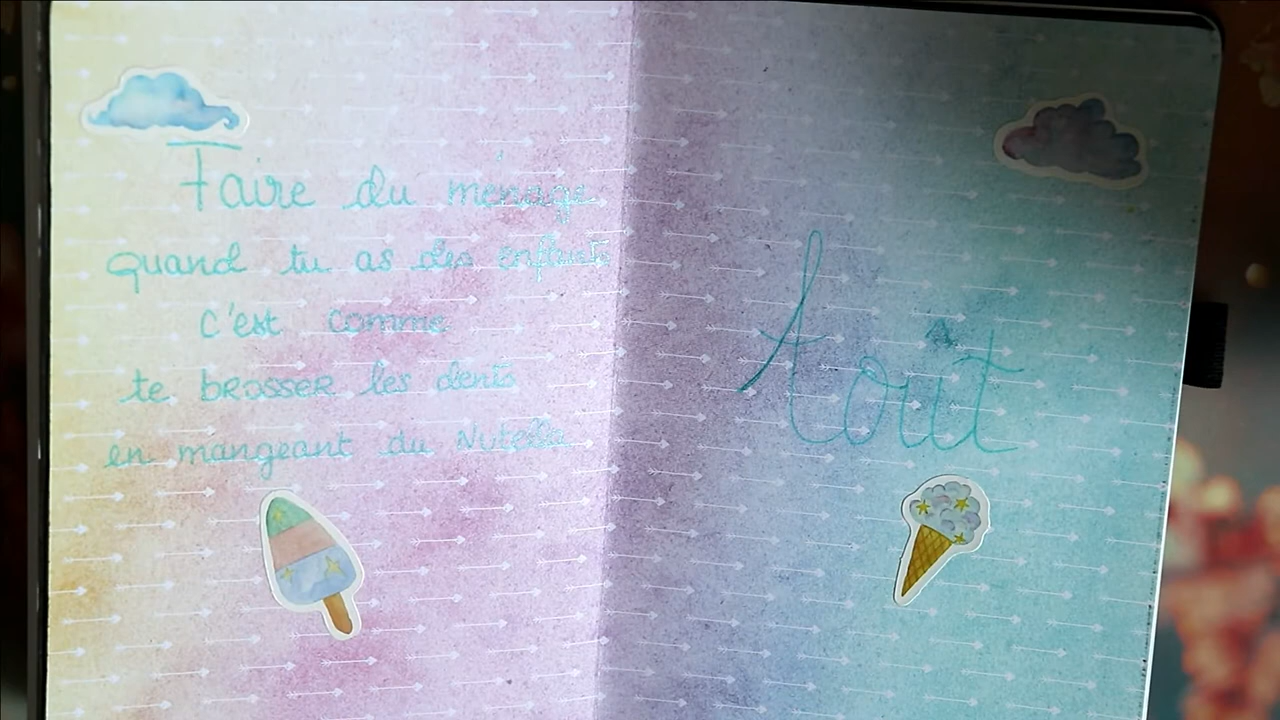 Faire du ménage
quand tu as des enfants
c'est comme
te brosser les dents
en mangeant du Nutella
tout